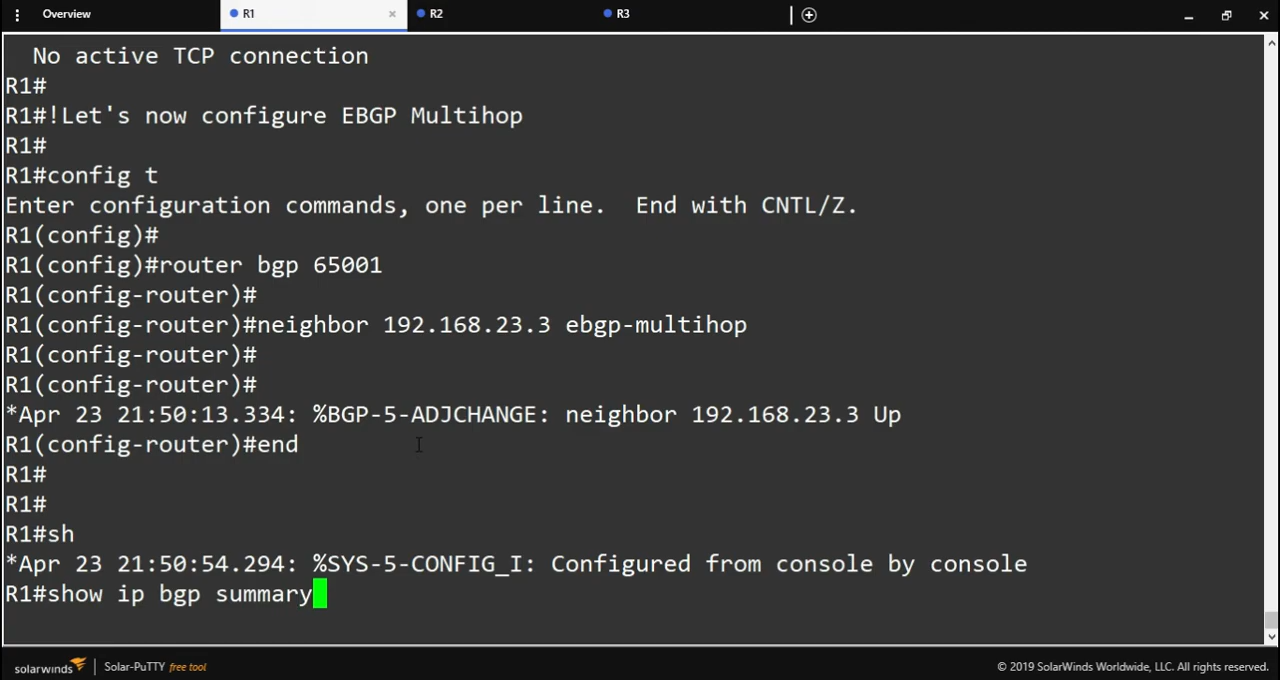 Overview
R1
R2
R3
No active TCP connection
R1#
R1#!Let's now configure EBGP Multihop
R1#
R1#config t
Enter configuration commands, one per line.  End with CNTL/Z.
R1(config)#
R1(config)#router bgp 65001
R1(config-router)#
R1(config-router)#neighbor 192.168.23.3 ebgp-multihop
R1(config-router)#
R1(config-router)#
*Apr 23 21:50:13.334: %BGP-5-ADJCHANGE: neighbor 192.168.23.3 Up
R1(config-router)#end
R1#
R1#
R1#sh
*Apr 23 21:50:54.294: %SYS-5-CONFIG_I: Configured from console by console
R1#show ip bgp summary
solarwinds
Solar-PuTTY free tool
© 2019 SolarWinds Worldwide, LLC. All rights reserved.